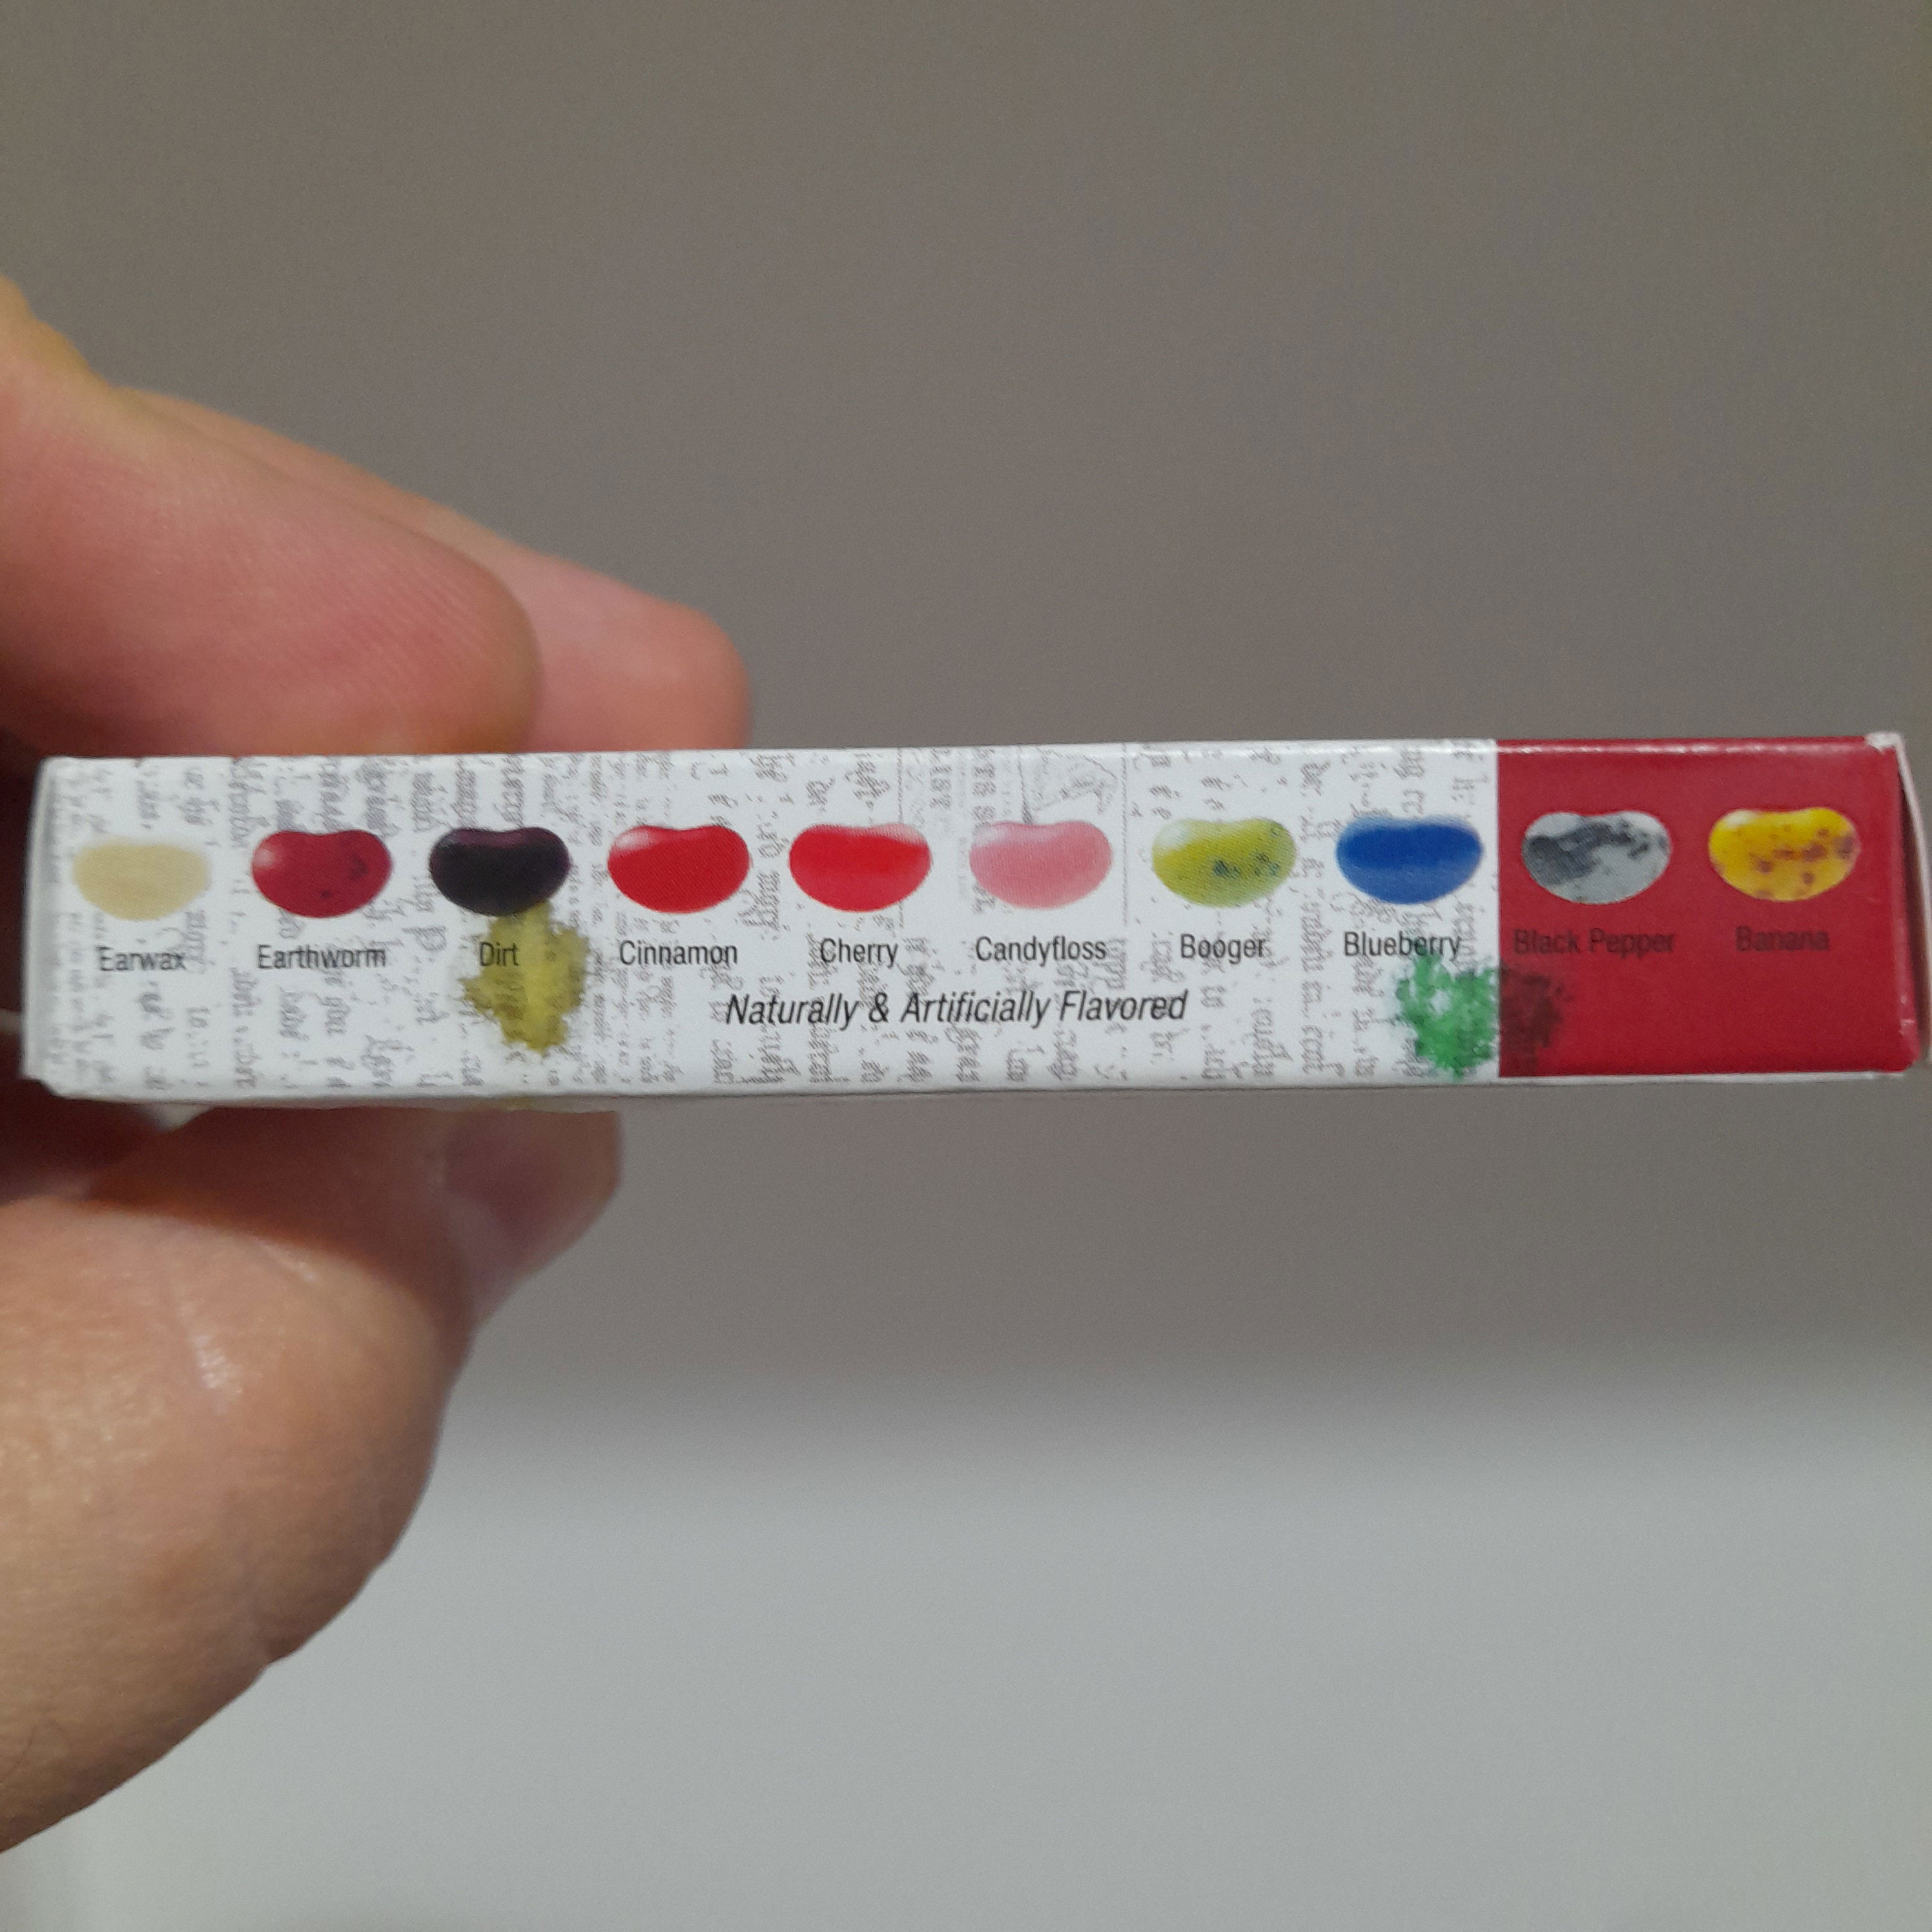 Earwax Earthworm Dirt Cinnamon Cherry Candyfloss Booger Blueberry Black Pepper Banana
Naturally & Artificially Flavored